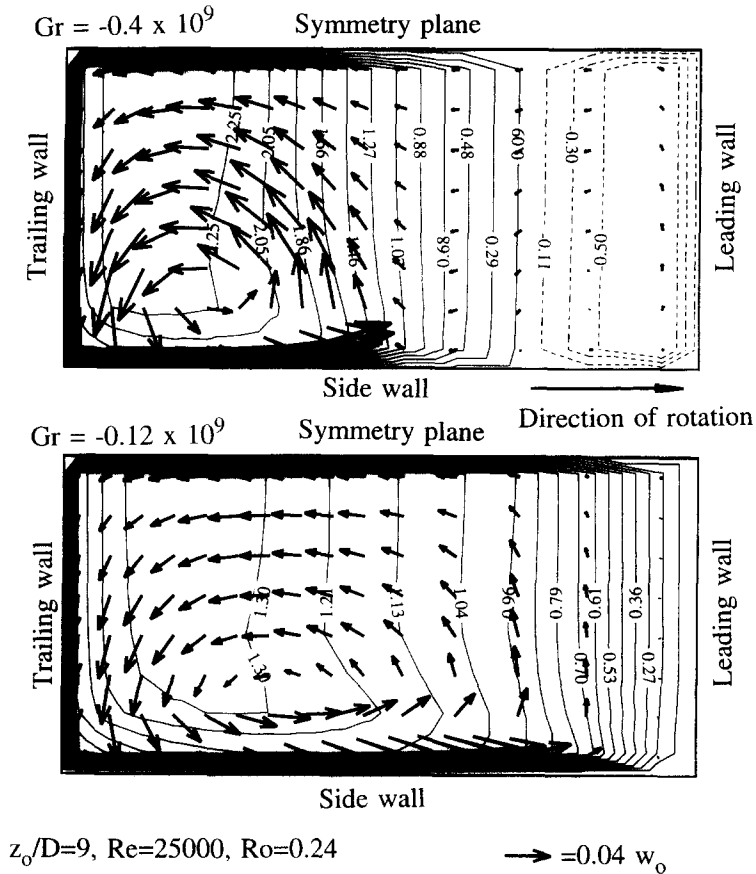 Gr = -0.4 x 10^9
Symmetry plane
Trailing wall
2.25
2.05
1.27
0.88
0.48
0.09
-0.30
2.25
2.05
1.86
1.07
0.68
0.29
-0.11
-0.50
Leading wall
Side wall
Direction of rotation
Gr = -0.12 x 10^9
Symmetry plane
Trailing wall
1.30
1.21
1.13
1.04
0.96
0.79
0.61
0.36
1.30
0.70
0.53
0.27
Leading wall
Side wall
z_o/D=9, Re=25000, Ro=0.24
=0.04 w_o